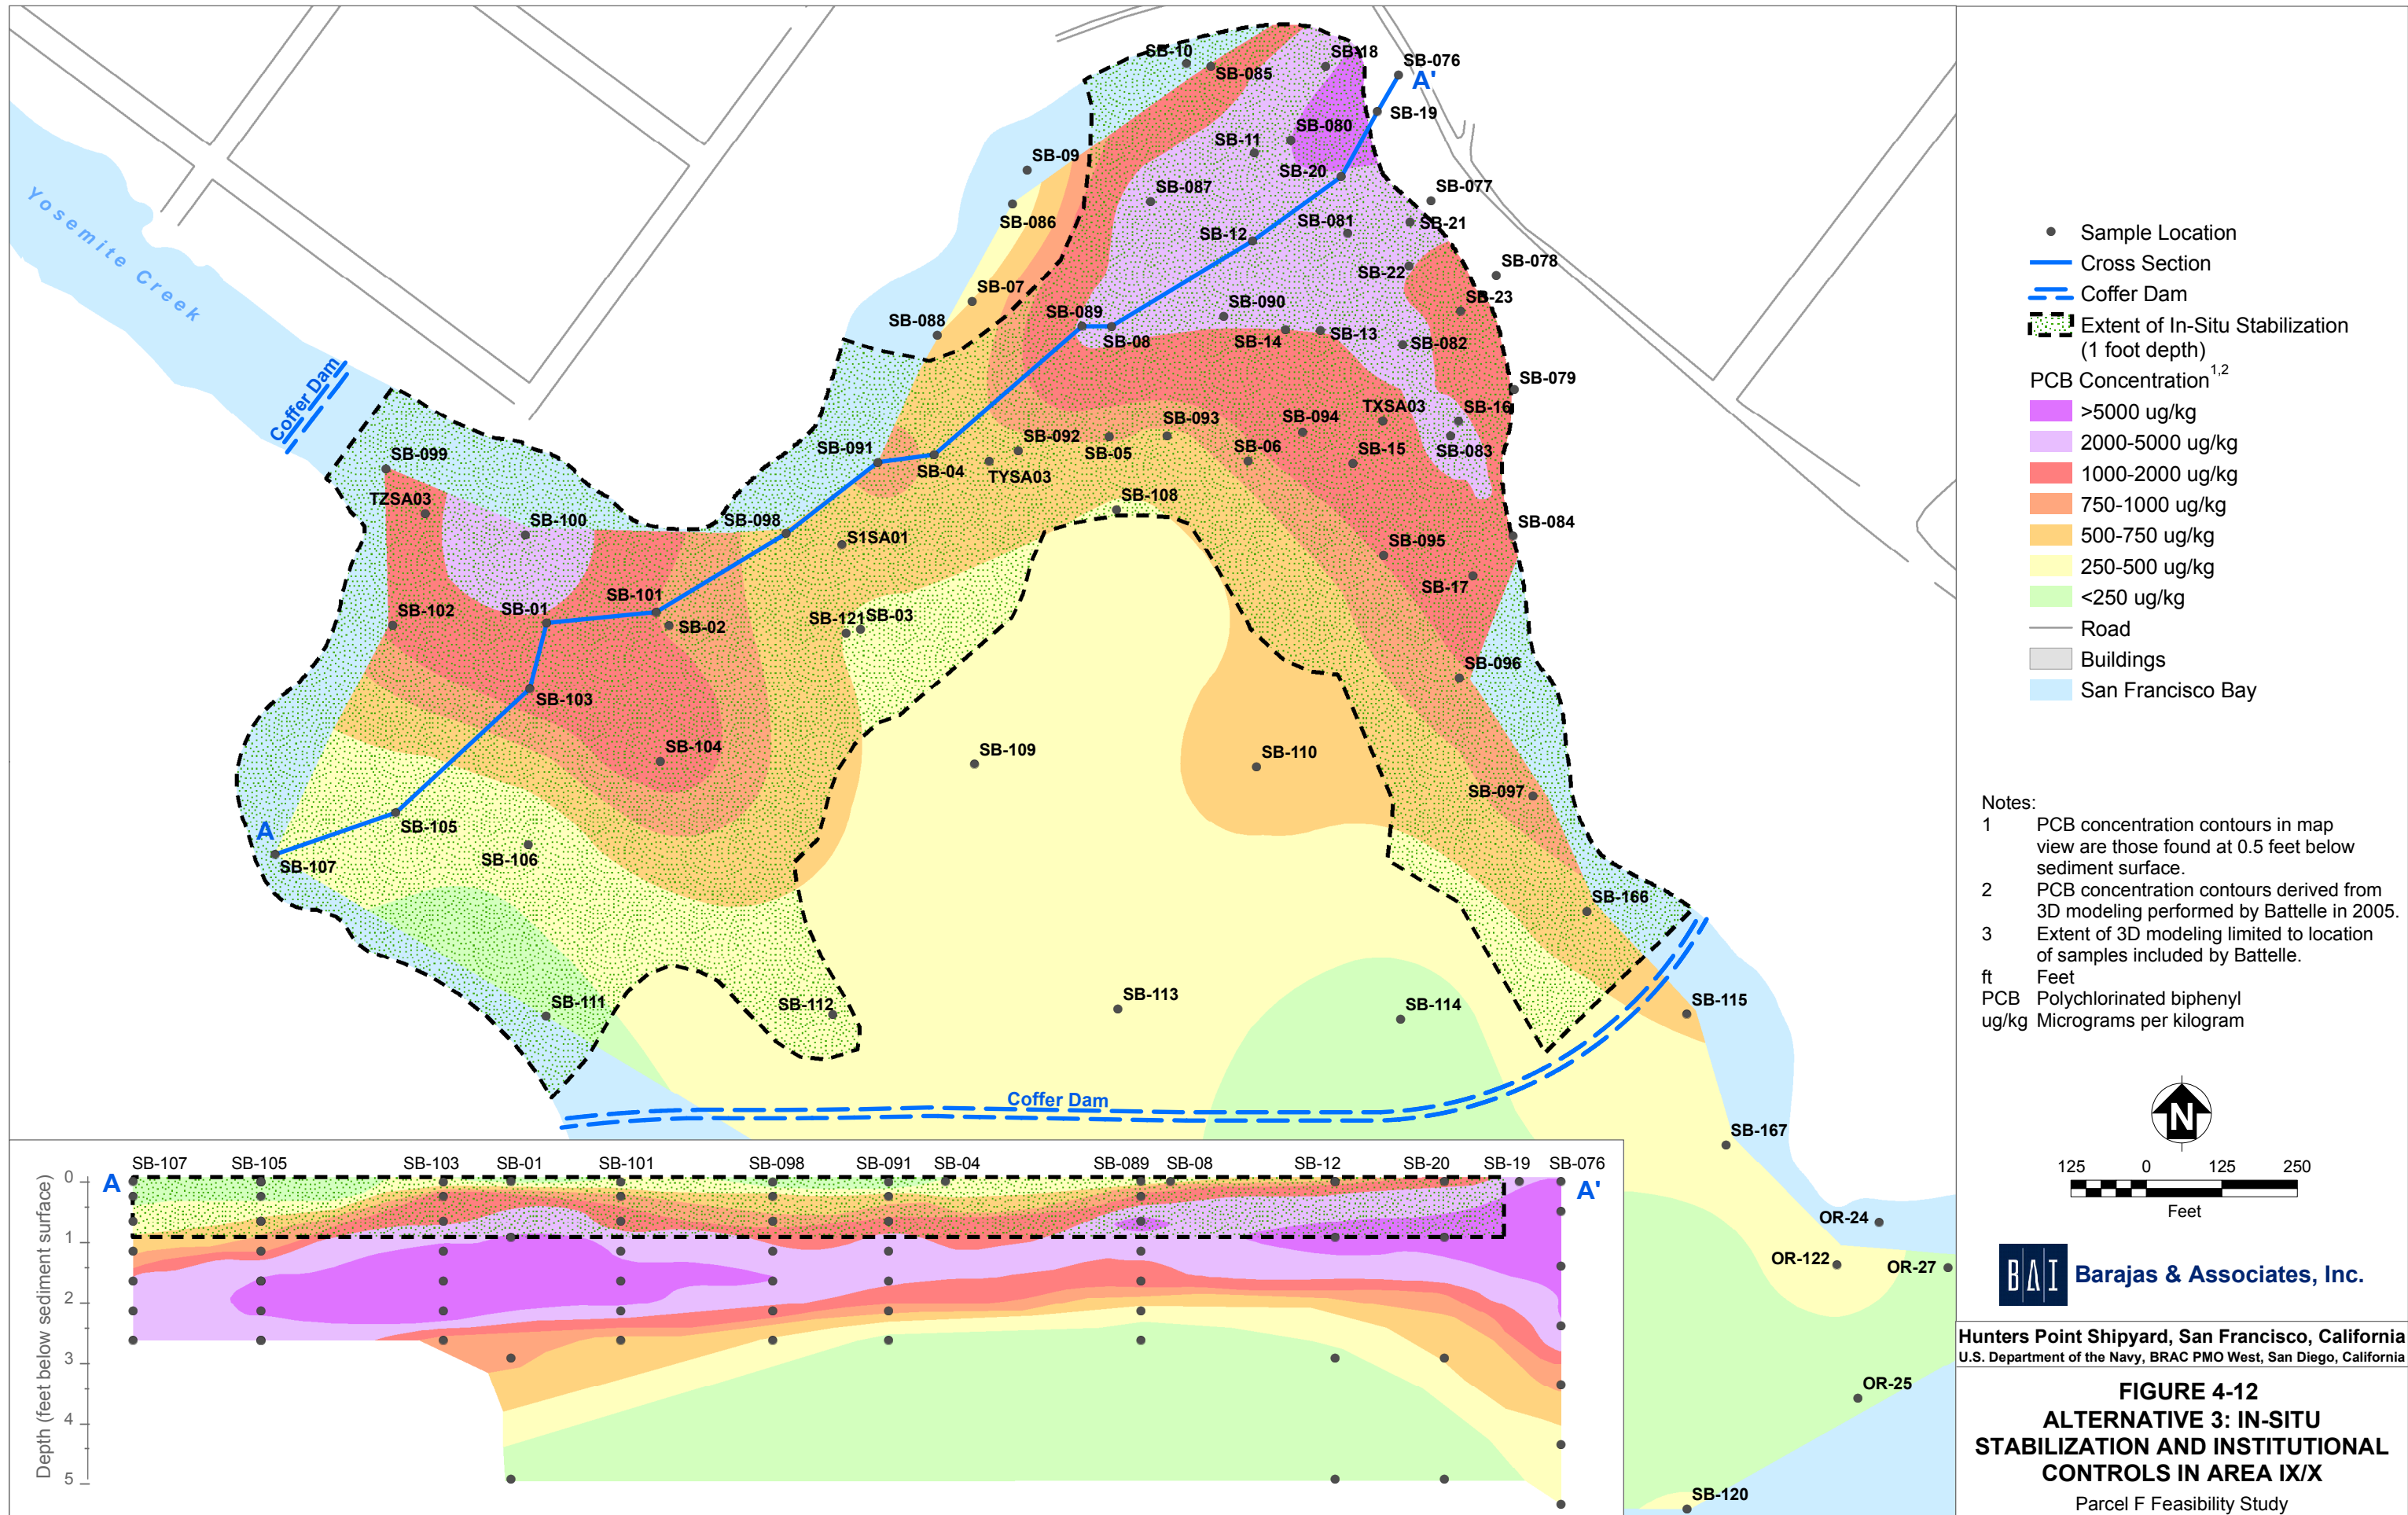 SB-10
SB-18
SB-076
SB-085
A'
SB-19
SB-080
SB-11
SB-09
SB-20
SB-087
SB-077
SB-086
SB-081
SB-21
SB-12
Yosemite Creek
SB-22
SB-078
SB-07
SB-23
SB-090
SB-089
SB-088
SB-08
SB-14
SB-13
SB-082
Coffer Dam
SB-079
TXSA03
SB-16
SB-094
SB-093
SB-092
SB-091
SB-05
SB-06
SB-15
SB-083
SB-099
SB-04
TYSA03
TZSA03
SB-108
SB-100
SB-098
SB-084
S1SA01
SB-095
SB-17
SB-102
SB-01
SB-101
SB-02
SB-121
SB-03
SB-096
SB-103
SB-104
SB-109
SB-110
SB-097
A
SB-105
SB-107
SB-106
SB-166
SB-111
SB-112
SB-113
SB-114
SB-115
Coffer Dam
SB-167
OR-24
OR-122
OR-27
OR-25
SB-120
Sample Location
Cross Section
Coffer Dam
Extent of In-Situ Stabilization
(1 foot depth)
PCB Concentration1,2
>5000 ug/kg
2000-5000 ug/kg
1000-2000 ug/kg
750-1000 ug/kg
500-750 ug/kg
250-500 ug/kg
<250 ug/kg
Road
Buildings
San Francisco Bay
Notes:
1 PCB concentration contours in map
view are those found at 0.5 feet below
sediment surface.
2 PCB concentration contours derived from
3D modeling performed by Battelle in 2005.
3 Extent of 3D modeling limited to location
of samples included by Battelle.
ft Feet
PCB Polychlorinated biphenyl
ug/kg Micrograms per kilogram
N
125 0 125 250
Feet
BAI Barajas & Associates, Inc.
Hunters Point Shipyard, San Francisco, California
U.S. Department of the Navy, BRAC PMO West, San Diego, California
FIGURE 4-12
ALTERNATIVE 3: IN-SITU
STABILIZATION AND INSTITUTIONAL
CONTROLS IN AREA IX/X
Parcel F Feasibility Study
SB-107 SB-105 SB-103 SB-01 SB-101 SB-098 SB-091 SB-04 SB-089 SB-08 SB-12 SB-20 SB-19 SB-076
A A'
Depth (feet below sediment surface)
0
1
2
3
4
5